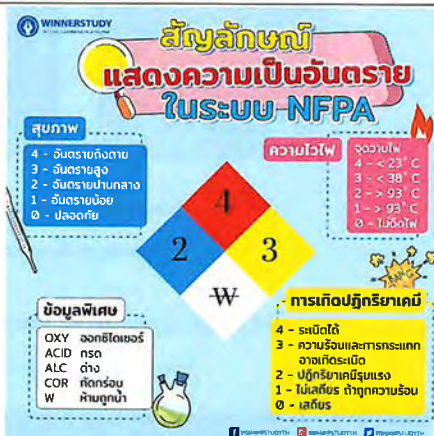 WINNERSTUDY
สัญลักษณ์
แสดงความเป็นอันตราย
ในระบบ NFPA
สุขภาพ
4 - อันตรายถึงตาย
3 - อันตรายสูง
2 - อันตรายปานกลาง
1 - อันตรายน้อย
0 - ปลอดภัย
ความไวไฟ
จุดวาบไฟ
4 - < 23° C
3 - < 38° C
2 - > 93° C
1 - > 93° C
0 - ไม่ติดไฟ
4
2
3
W
ข้อมูลพิเศษ
OXY ออกซิไดเซอร์
ACID กรด
ALC ด่าง
COR กัดกร่อน
W ห้ามถูกน้ำ
การเกิดปฏิกริยาเคมี
4 - ระเบิดได้
3 - ความร้อนและการกระแทก
อาจเกิดระเบิด
2 - ปฏิกริยาเคมีรุนแรง
1 - ไม่เสถียร ถ้าถูกความร้อน
0 - เสถียร